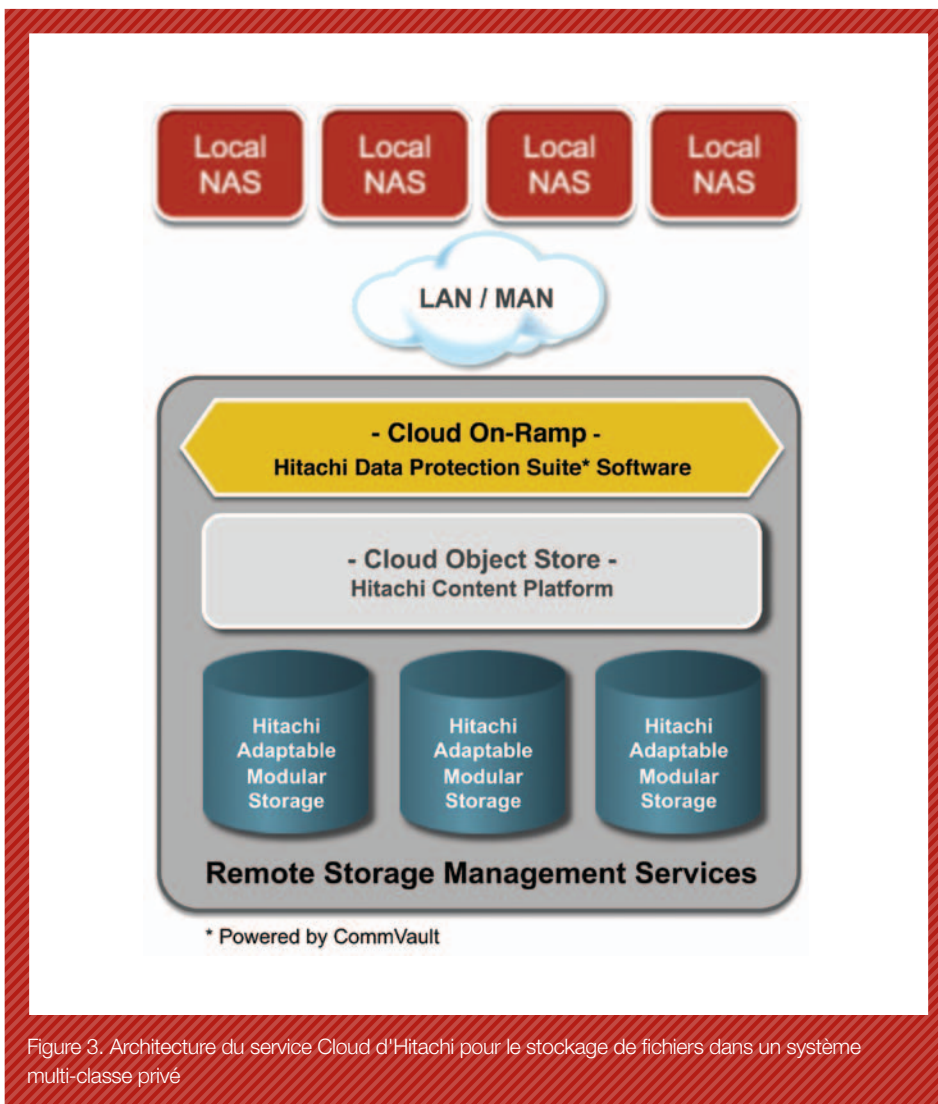 Local Local Local Local
NAS NAS NAS NAS
LAN / MAN
- Cloud On-Ramp -
Hitachi Data Protection Suite* Software
- Cloud Object Store -
Hitachi Content Platform
Hitachi Hitachi Hitachi
Adaptable Adaptable Adaptable
Modular Modular Modular
Storage Storage Storage
Remote Storage Management Services
* Powered by CommVault
Figure 3. Architecture du service Cloud d'Hitachi pour le stockage de fichiers dans un système
multi-classe privé